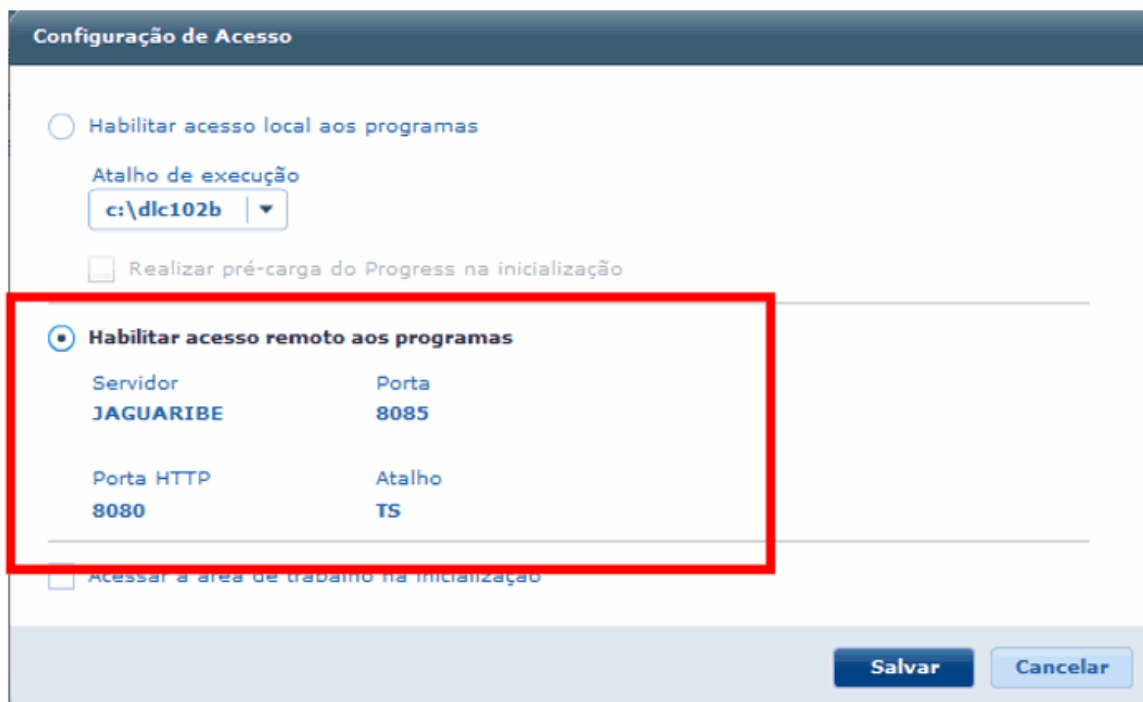 Configuração de Acesso
Habilitar acesso local aos programas
Atalho de execução
c:\dlc102b
Realizar pré-carga do Progress na inicialização
Habilitar acesso remoto aos programas
Servidor Porta
JAGUARIBE 8085
Porta HTTP Atalho
8080 TS
Acessar a área de trabalho na inicialização
Salvar Cancelar